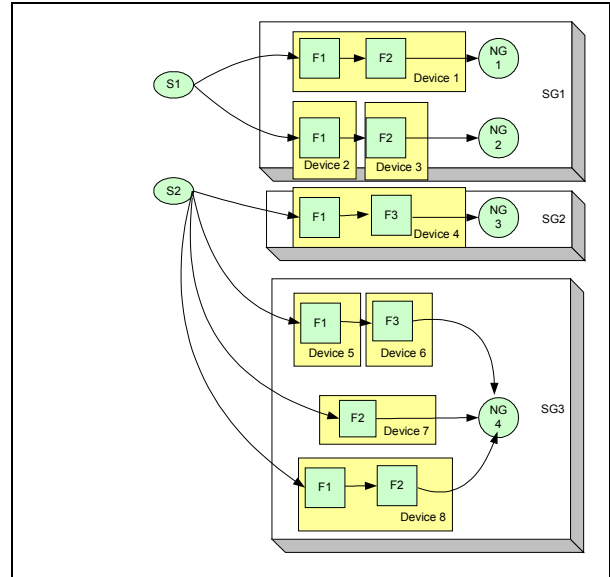 F1
F2
NG
1
Device 1
S1
SG1
F1
F2
NG
2
Device 2
Device 3
S2
F1
F3
NG
3
SG2
Device 4
F1
F3
Device 5
Device 6
F2
NG
4
SG3
Device 7
F1
F2
Device 8